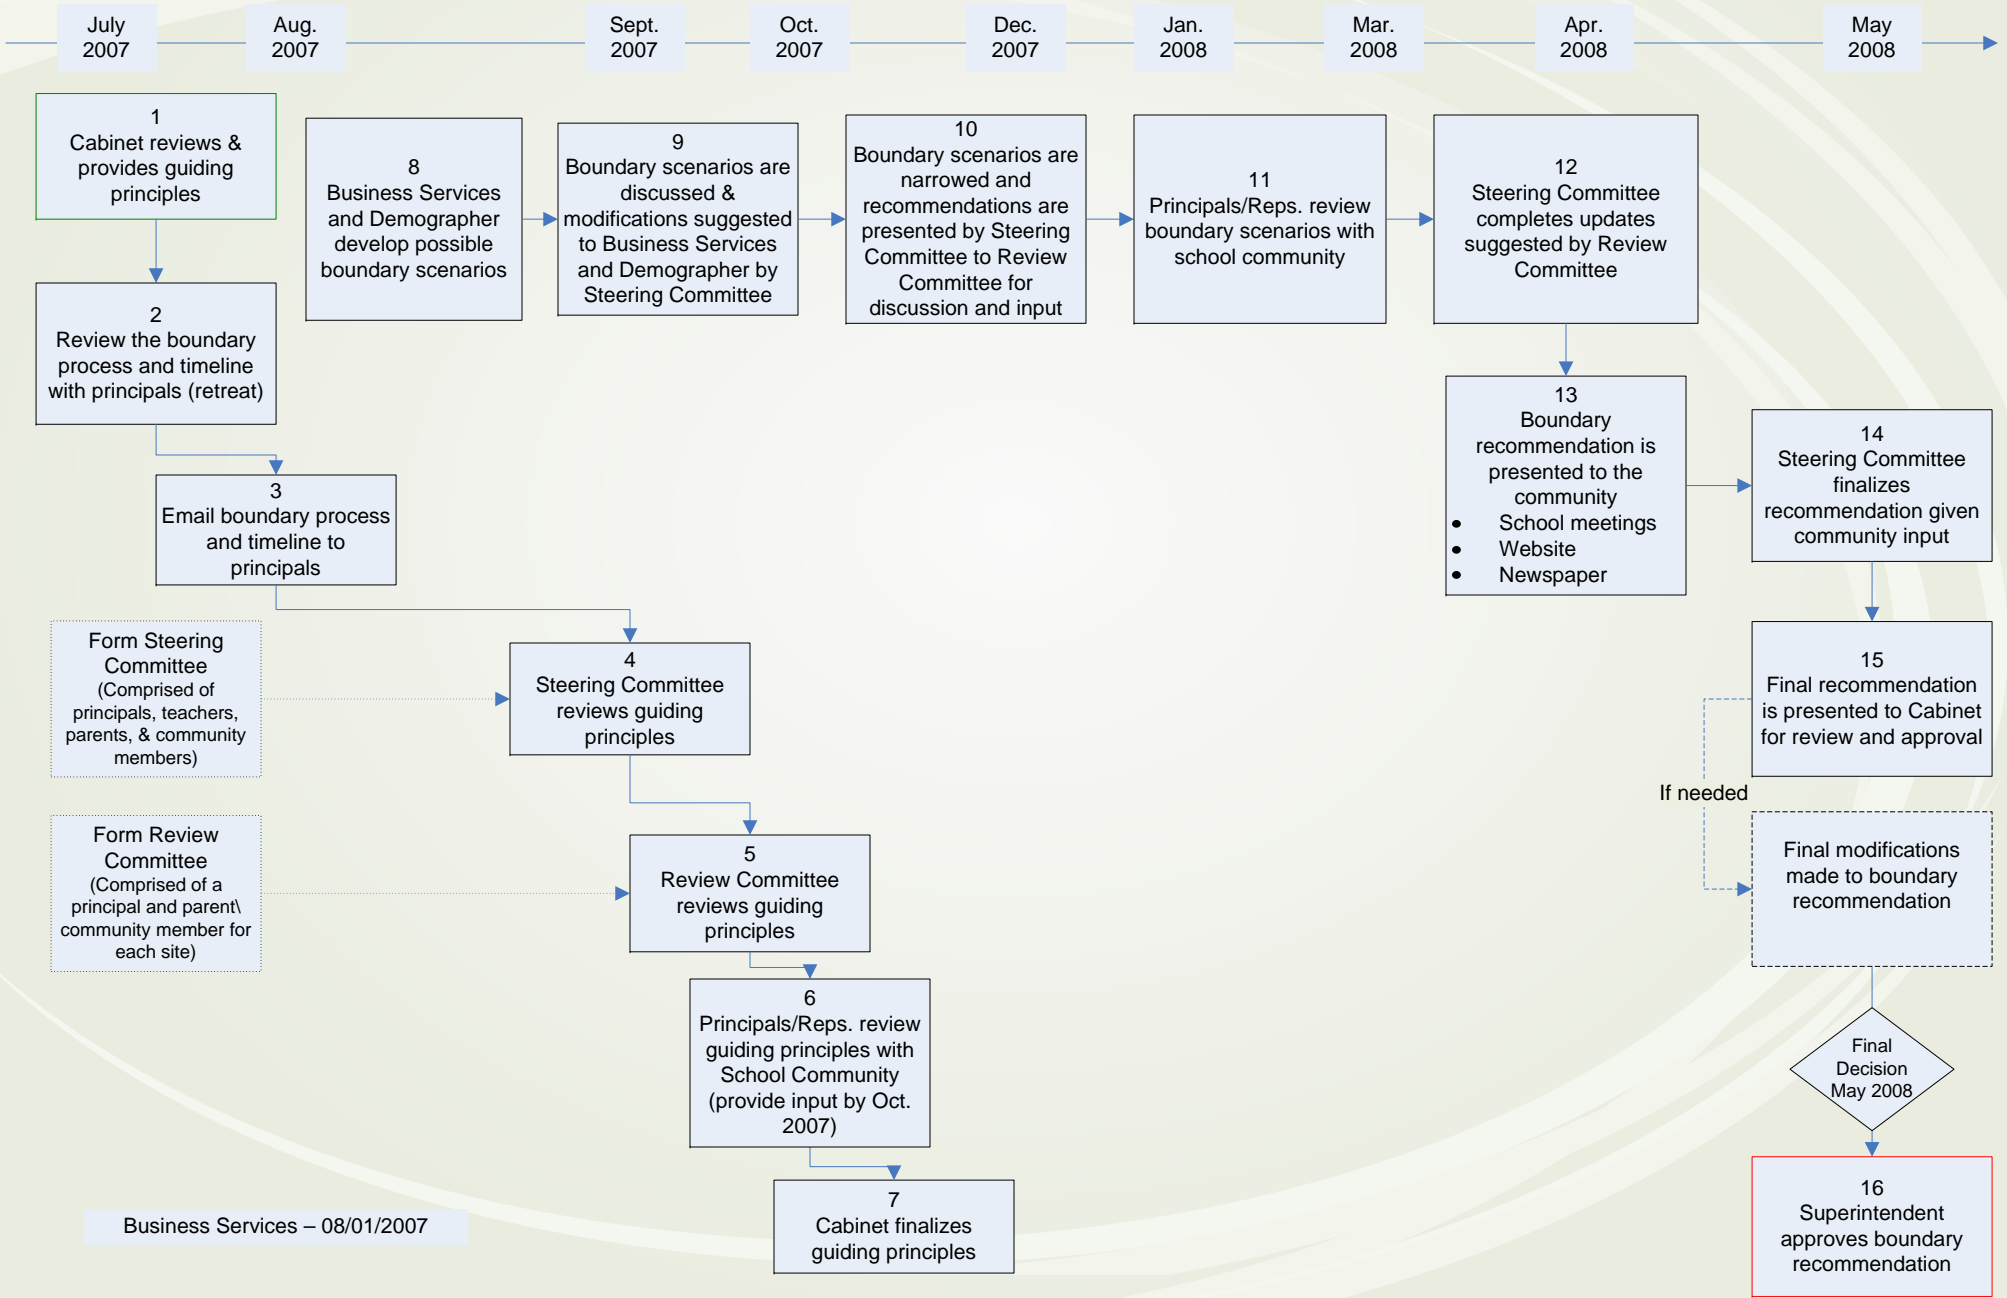 July
2007
Aug.
2007
Sept.
2007
Oct.
2007
Dec.
2007
Jan.
2008
Mar.
2008
Apr.
2008
May
2008
1
Cabinet reviews &
provides guiding
principles
2
Review the boundary
process and timeline
with principals (retreat)
3
Email boundary process
and timeline to
principals
Form Steering
Committee
(Comprised of
principals, teachers,
parents, & community
members)
4
Steering Committee
reviews guiding
principles
Form Review
Committee
(Comprised of a
principal and parent\
community member for
each site)
5
Review Committee
reviews guiding
principles
6
Principals/Reps. review
guiding principles with
School Community
(provide input by Oct.
2007)
7
Cabinet finalizes
guiding principles
8
Business Services
and Demographer
develop possible
boundary scenarios
9
Boundary scenarios are
discussed &
modifications suggested
to Business Services
and Demographer by
Steering Committee
10
Boundary scenarios are
narrowed and
recommendations are
presented by Steering
Committee to Review
Committee for
discussion and input
11
Principals/Reps. review
boundary scenarios with
school community
12
Steering Committee
completes updates
suggested by Review
Committee
13
Boundary
recommendation is
presented to the
community
• School meetings
• Website
• Newspaper
14
Steering Committee
finalizes
recommendation given
community input
15
Final recommendation
is presented to Cabinet
for review and approval
If needed
Final modifications
made to boundary
recommendation
Final
Decision
May 2008
16
Superintendent
approves boundary
recommendation
Business Services – 08/01/2007